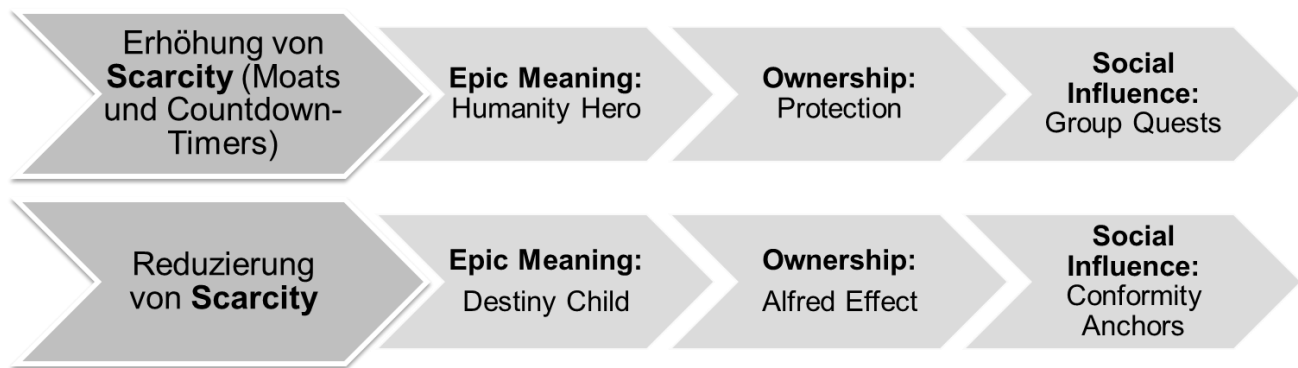 Erhöhung von
Scarcity (Moats
und Countdown-
Timers)
Epic Meaning:
Humanity Hero
Ownership:
Protection
Social
Influence:
Group Quests
Reduzierung
von Scarcity
Epic Meaning:
Destiny Child
Ownership:
Alfred Effect
Social
Influence:
Conformity
Anchors